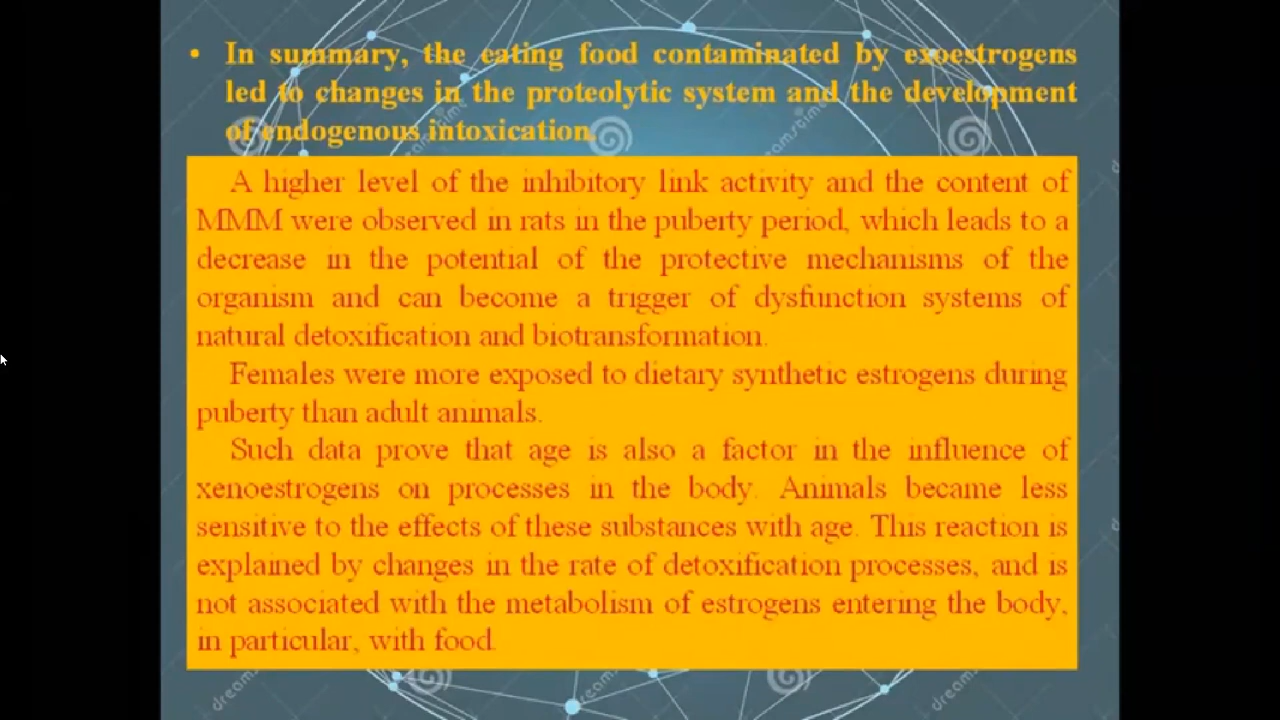 • In summary, the eating food contaminated by exoestrogens
led to changes in the proteolytic system and the development
of endogenous intoxication.
A higher level of the inhibitory link activity and the content of
MMM were observed in rats in the puberty period, which leads to a
decrease in the potential of the protective mechanisms of the
organism and can become a trigger of dysfunction systems of
natural detoxification and biotransformation.
Females were more exposed to dietary synthetic estrogens during
puberty than adult animals.
Such data prove that age is also a factor in the influence of
xenoestrogens on processes in the body. Animals became less
sensitive to the effects of these substances with age. This reaction is
explained by changes in the rate of detoxification processes, and is
not associated with the metabolism of estrogens entering the body,
in particular, with food.
dreamstime